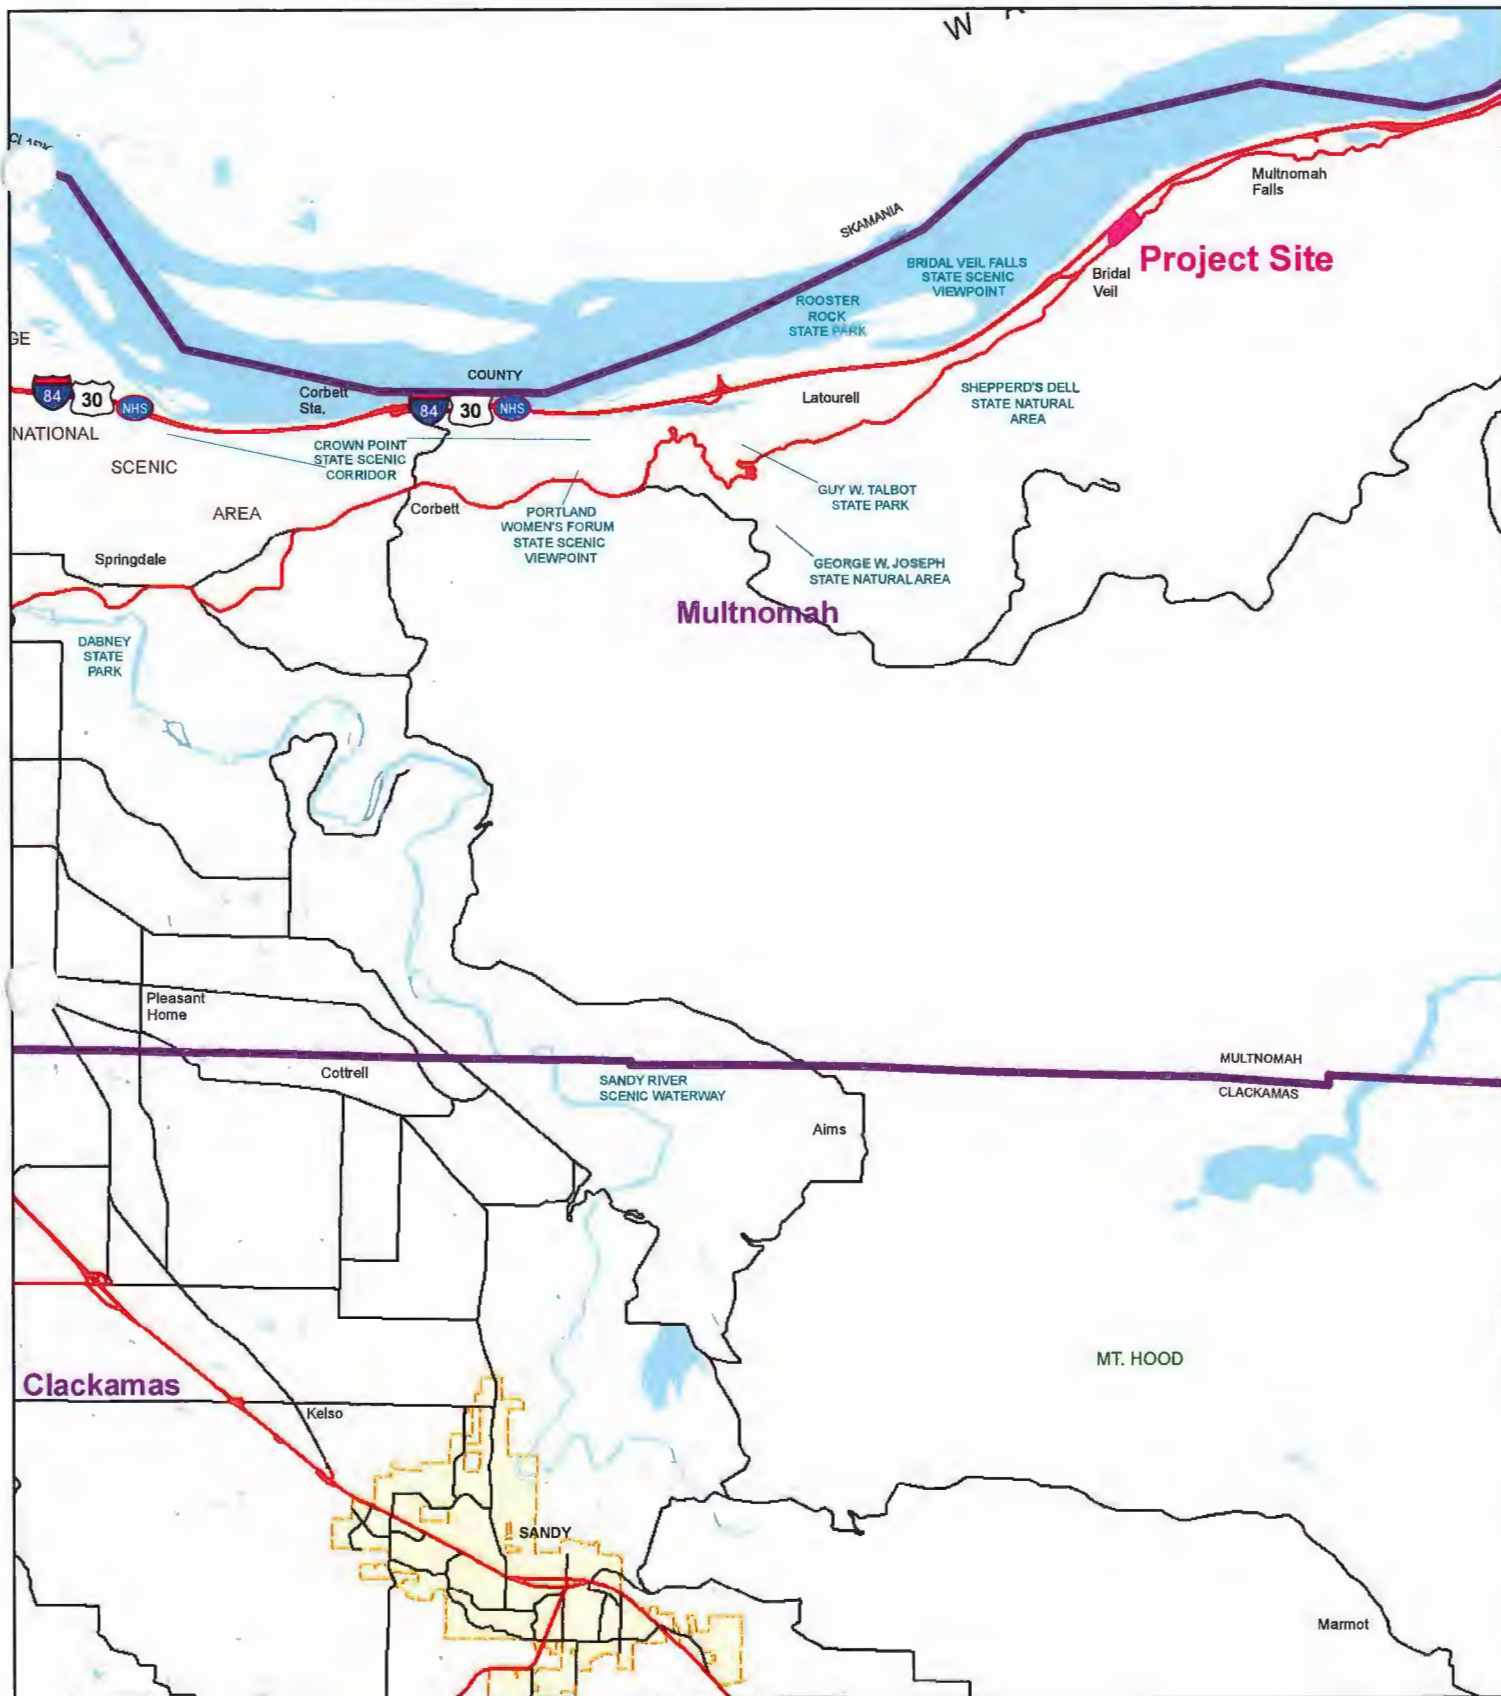 W A
CLARK
Multnomah
Falls
SKAMANIA
Project Site
BRIDAL VEIL FALLS
STATE SCENIC
VIEWPOINT
Bridal
Veil
ROOSTER
ROCK
STATE PARK
GE
COUNTY
Corbett
Sta.
84
30
NHS
84
30
NHS
Latourell
SHEPPERD'S DELL
STATE NATURAL
AREA
NATIONAL
SCENIC
AREA
CROWN POINT
STATE SCENIC
CORRIDOR
Corbett
PORTLAND
WOMEN'S FORUM
STATE SCENIC
VIEWPOINT
GUY W. TALBOT
STATE PARK
GEORGE W. JOSEPH
STATE NATURAL AREA
Springdale
Multnomah
DABNEY
STATE
PARK
Pleasant
Home
Cottrell
SANDY RIVER
SCENIC WATERWAY
MULTNOMAH
CLACKAMAS
Aims
MT. HOOD
Clackamas
Kelso
SANDY
Marmot